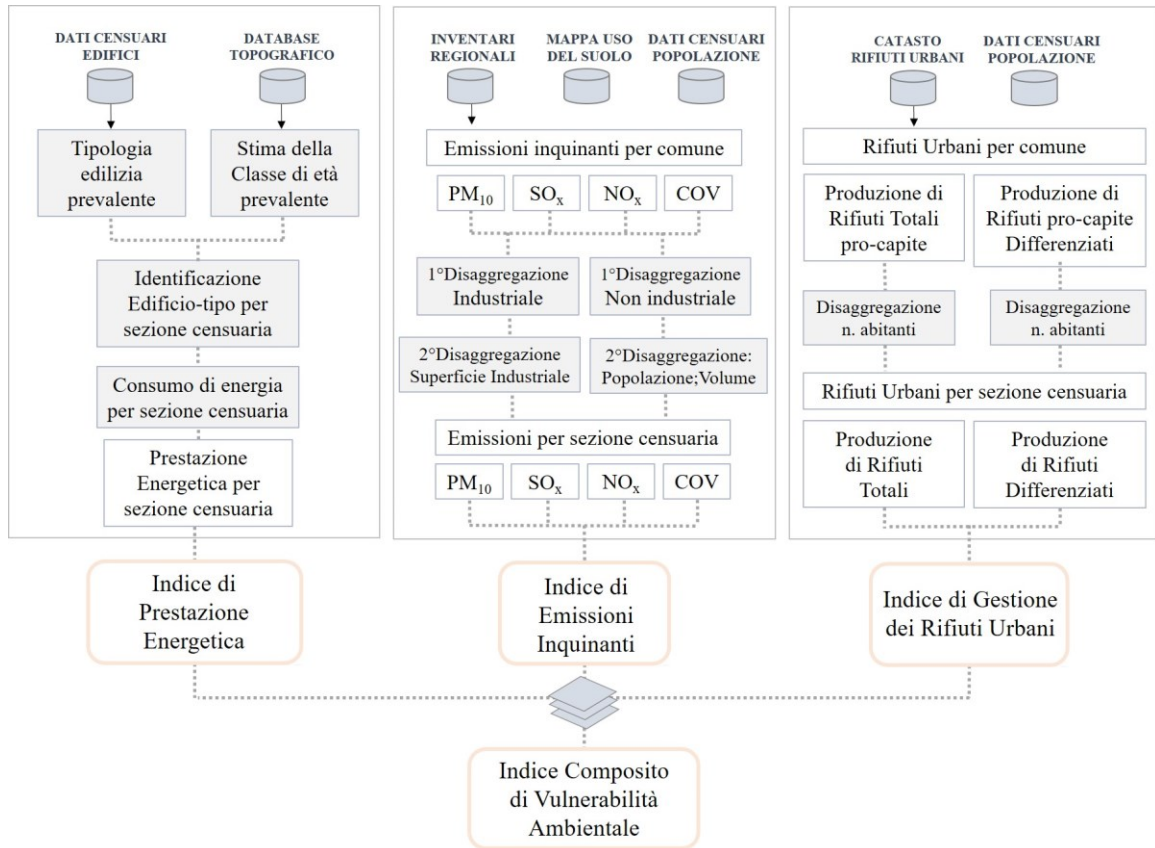 DATI CENSUARI
EDIFICI
DATABASE
TOPOGRAFICO
Tipologia
edilizia
prevalente
Stima della
Classe di età
prevalente
Identificazione
Edificio-tipo per
sezione censuaria
Consumo di energia
per sezione censuaria
Prestazione
Energetica per
sezione censuaria
Indice di
Prestazione
Energetica
INVENTARI
REGIONALI
MAPPA USO
DEL SUOLO
DATI CENSUARI
POPOLAZIONE
Emissioni inquinanti per comune
PM₁₀
SOₓ
NOₓ
COV
1°Disaggregazione
Industriale
1°Disaggregazione
Non industriale
2°Disaggregazione
Superficie Industriale
2°Disaggregazione:
Popolazione;Volume
Emissioni per sezione censuaria
PM₁₀
SOₓ
NOₓ
COV
Indice di
Emissioni
Inquinanti
CATASTO
RIFIUTI URBANI
DATI CENSUARI
POPOLAZIONE
Rifiuti Urbani per comune
Produzione di
Rifiuti Totali
pro-capite
Produzione di
Rifiuti pro-capite
Differenziati
Disaggregazione
n. abitanti
Disaggregazione
n. abitanti
Rifiuti Urbani per sezione censuaria
Produzione
di Rifiuti
Totali
Produzione
di Rifiuti
Differenziati
Indice di Gestione
dei Rifiuti Urbani
Indice Composito
di Vulnerabilità
Ambientale